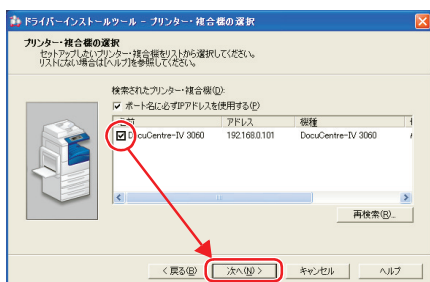 ドライバーインストールツール - プリンター・複合機の選択
プリンター・複合機の選択
セットアップしたいプリンター・複合機をリストから選択してください。
リストにない場合は[ヘルプ]を参照してください。
検索されたプリンター・複合機(D):
ポート名に必ずIPアドレスを使用する(P)
名前 アドレス 機種
DocuCentre-IV 3060 192.168.0.101 DocuCentre-IV 3060
再検索(R)...
< 戻る(B) 次へ(N) > キャンセル ヘルプ